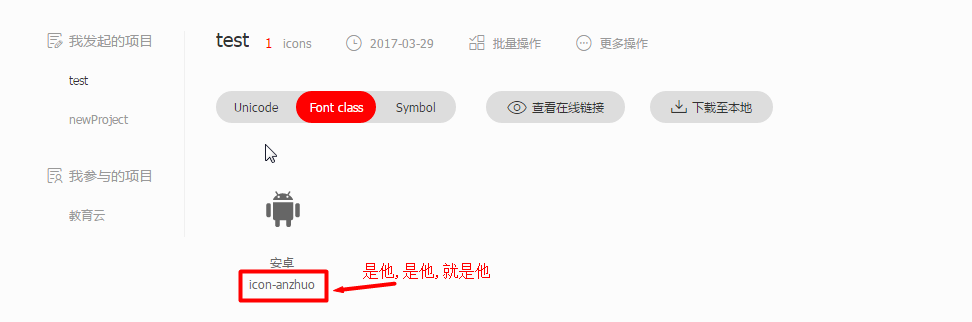 我发起的项目
test
newProject
我参与的项目
教育云
test 1 icons 2017-03-29 批量操作 更多操作
Unicode Font class Symbol 查看在线链接 下载至本地
安卓
icon-anzhuo
是他,是他,就是他